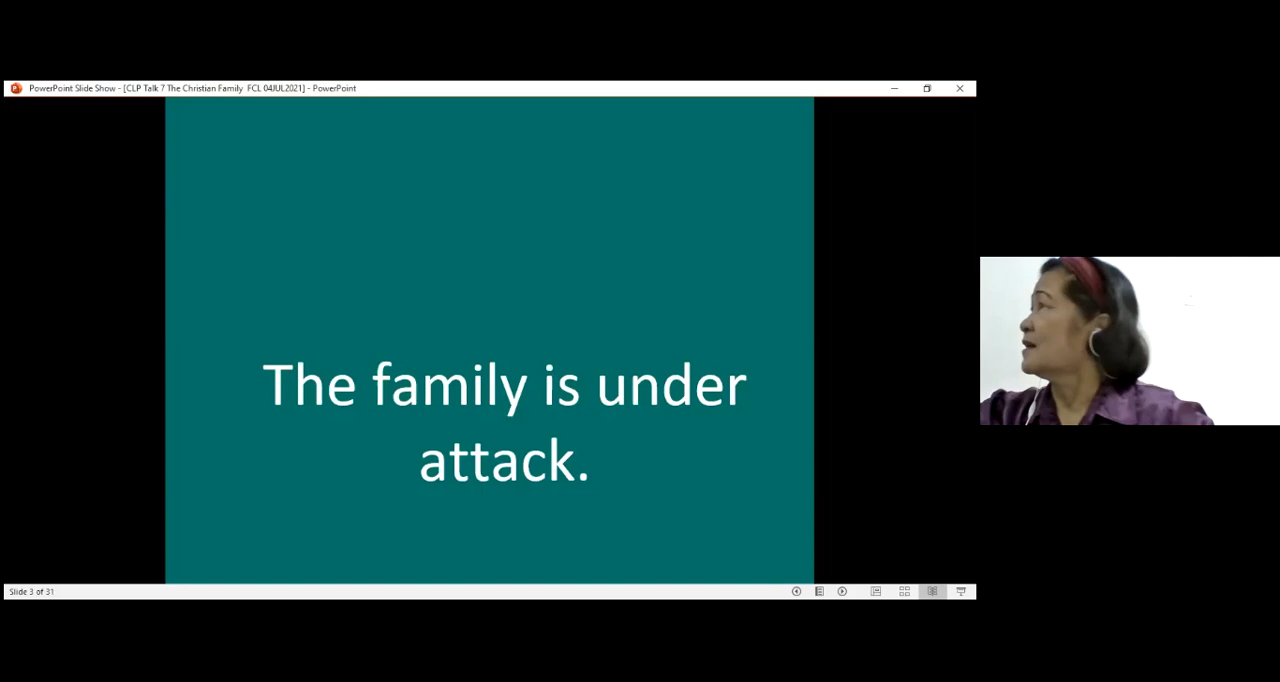 PowerPoint Slide Show - [CLP Talk 7 The Christian Family  FCL 04JUL2021] - PowerPoint
The family is under
attack.
Slide 3 of 31